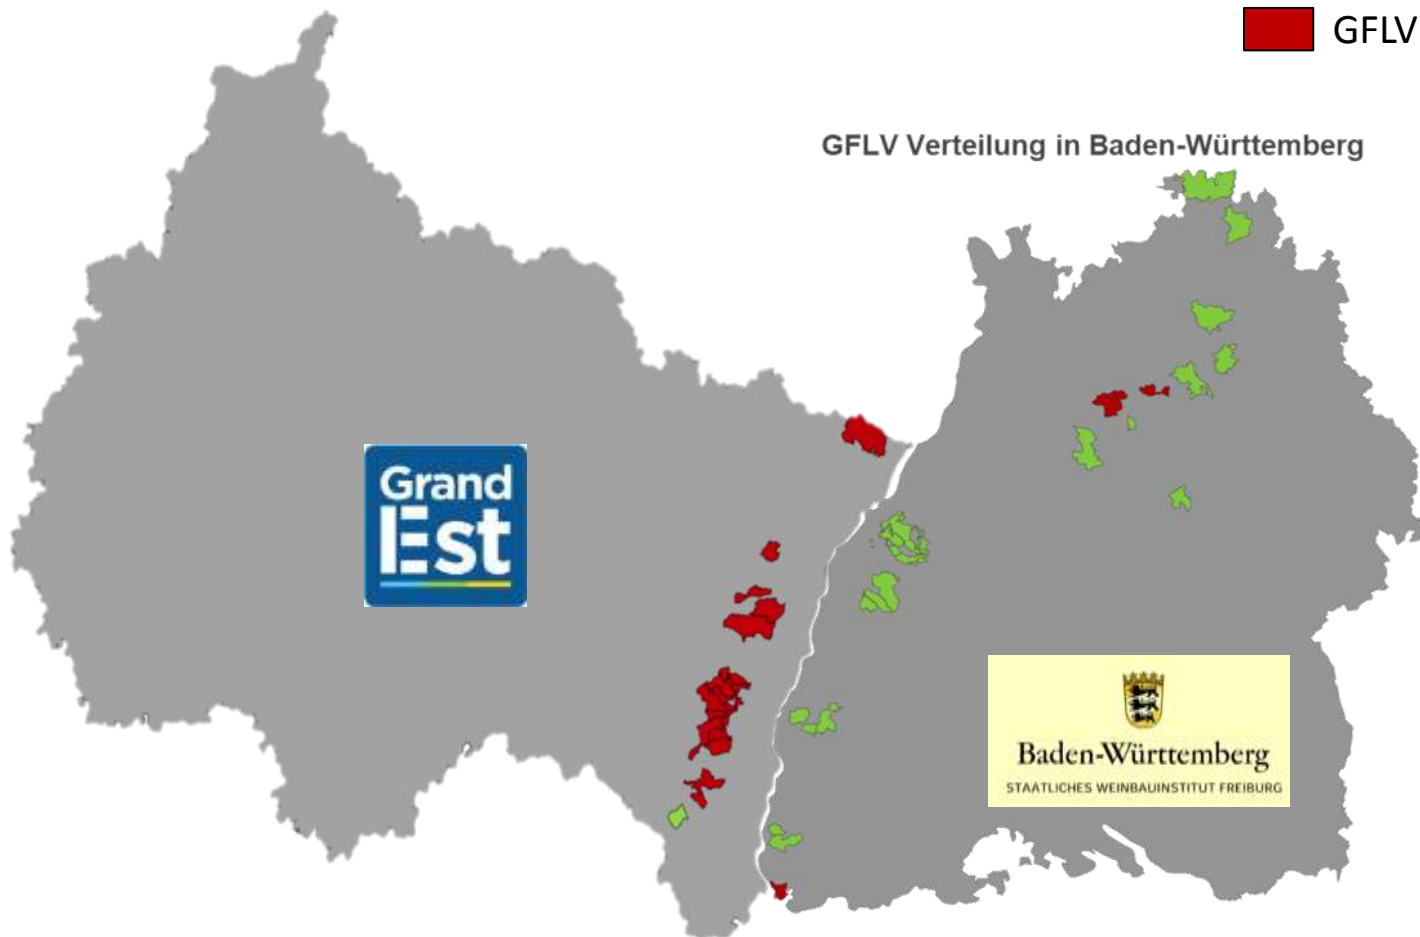 GFLV
GFLV Verteilung in Baden-Württemberg
Grand
Est
Baden-Württemberg
STAATLICHES WEINBAUINSTITUT FREIBURG